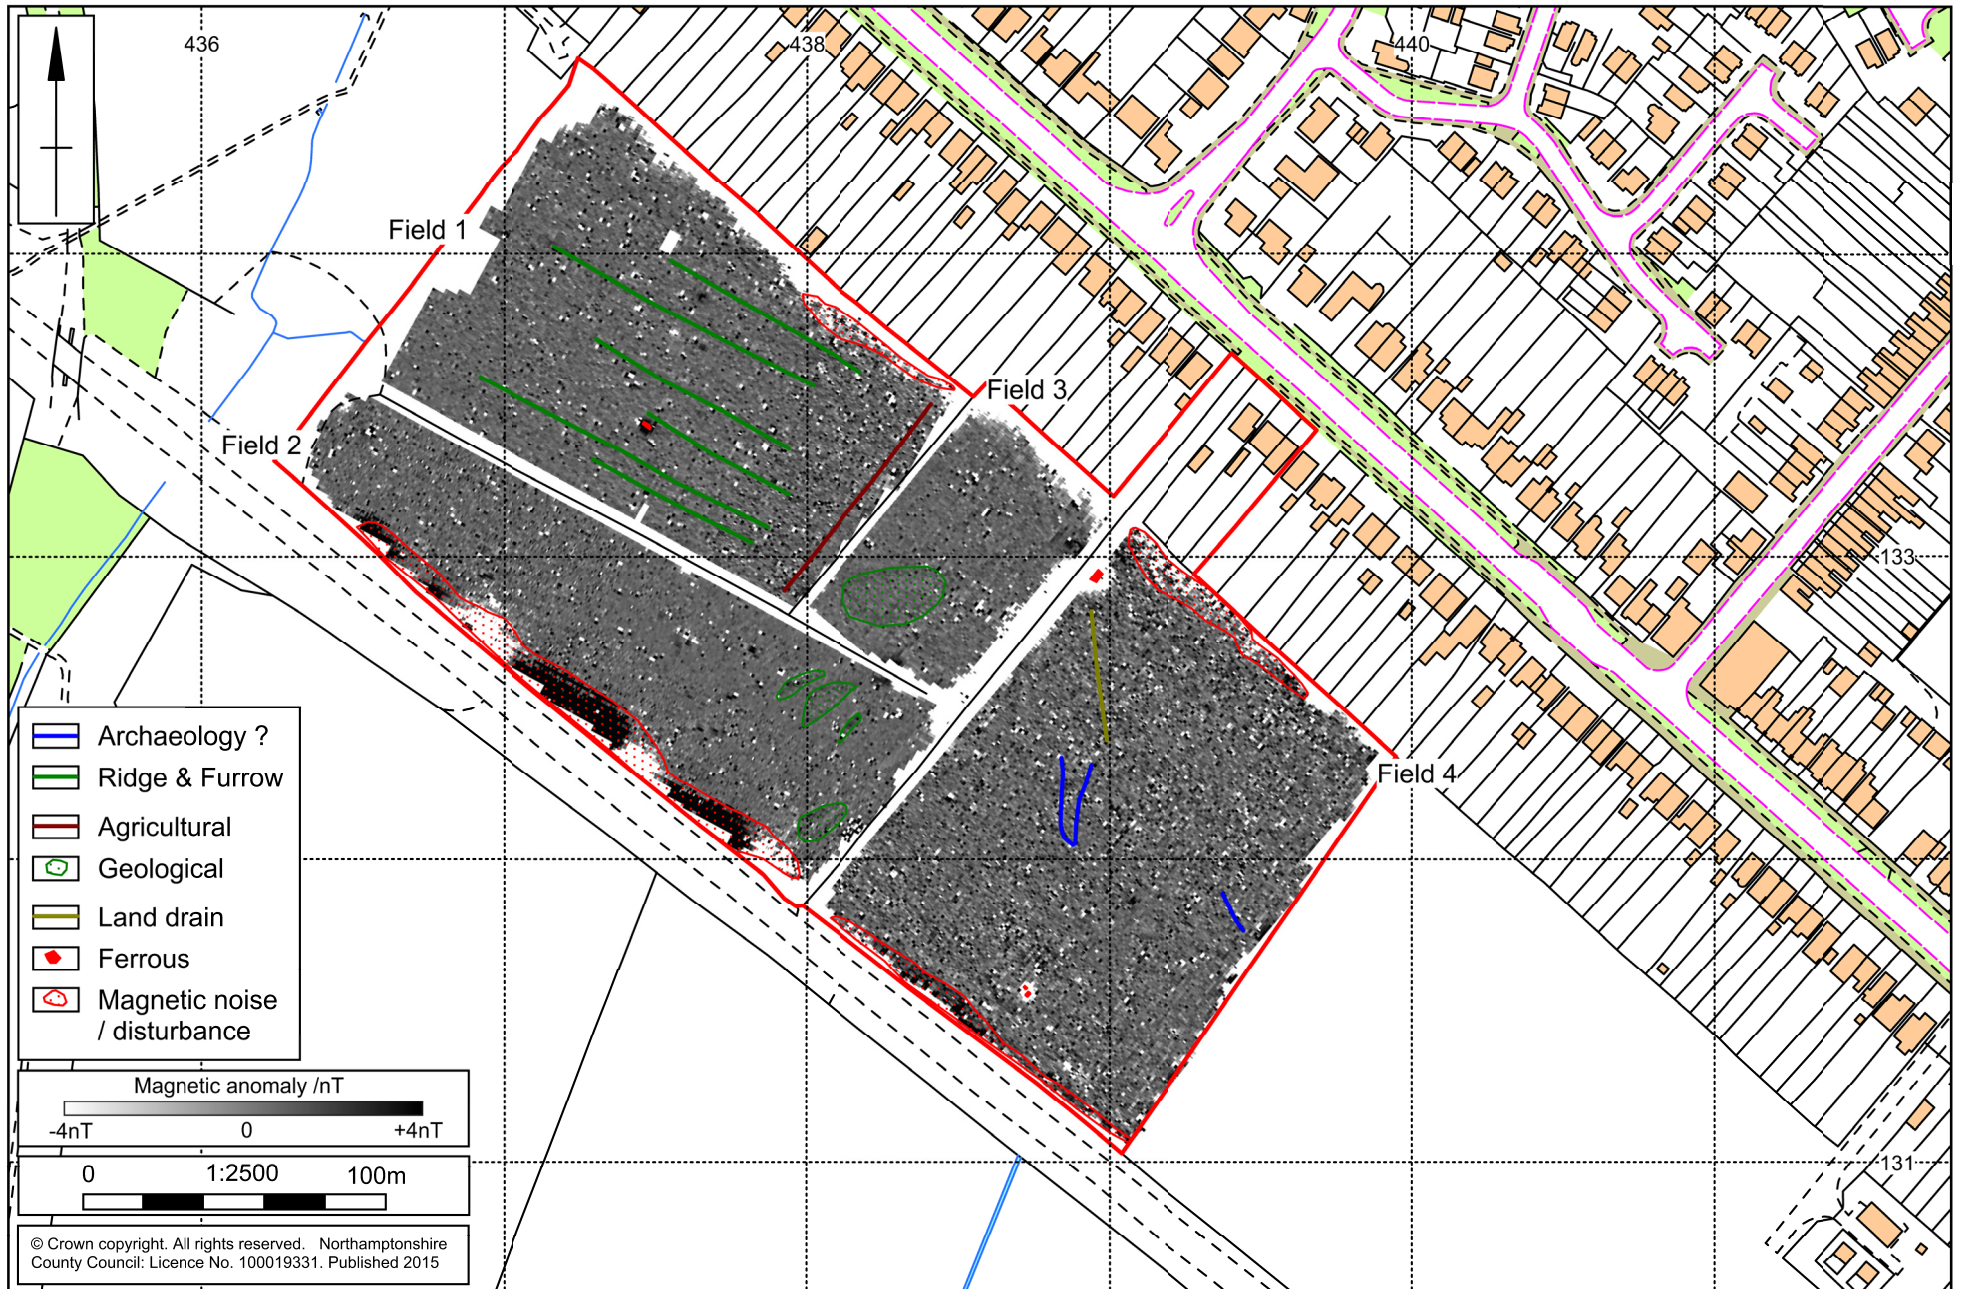 436
438
440
Field 1
Field 3
Field 2
133
Field 4
Archaeology ?
Ridge & Furrow
Agricultural
Geological
Land drain
Ferrous
Magnetic noise
/ disturbance
Magnetic anomaly /nT
-4nT 0 +4nT
0 1:2500 100m
131
© Crown copyright. All rights reserved. Northamptonshire
County Council: Licence No. 100019331. Published 2015